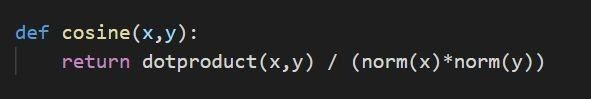 def cosine(x,y):
    return dotproduct(x,y) / (norm(x)*norm(y))